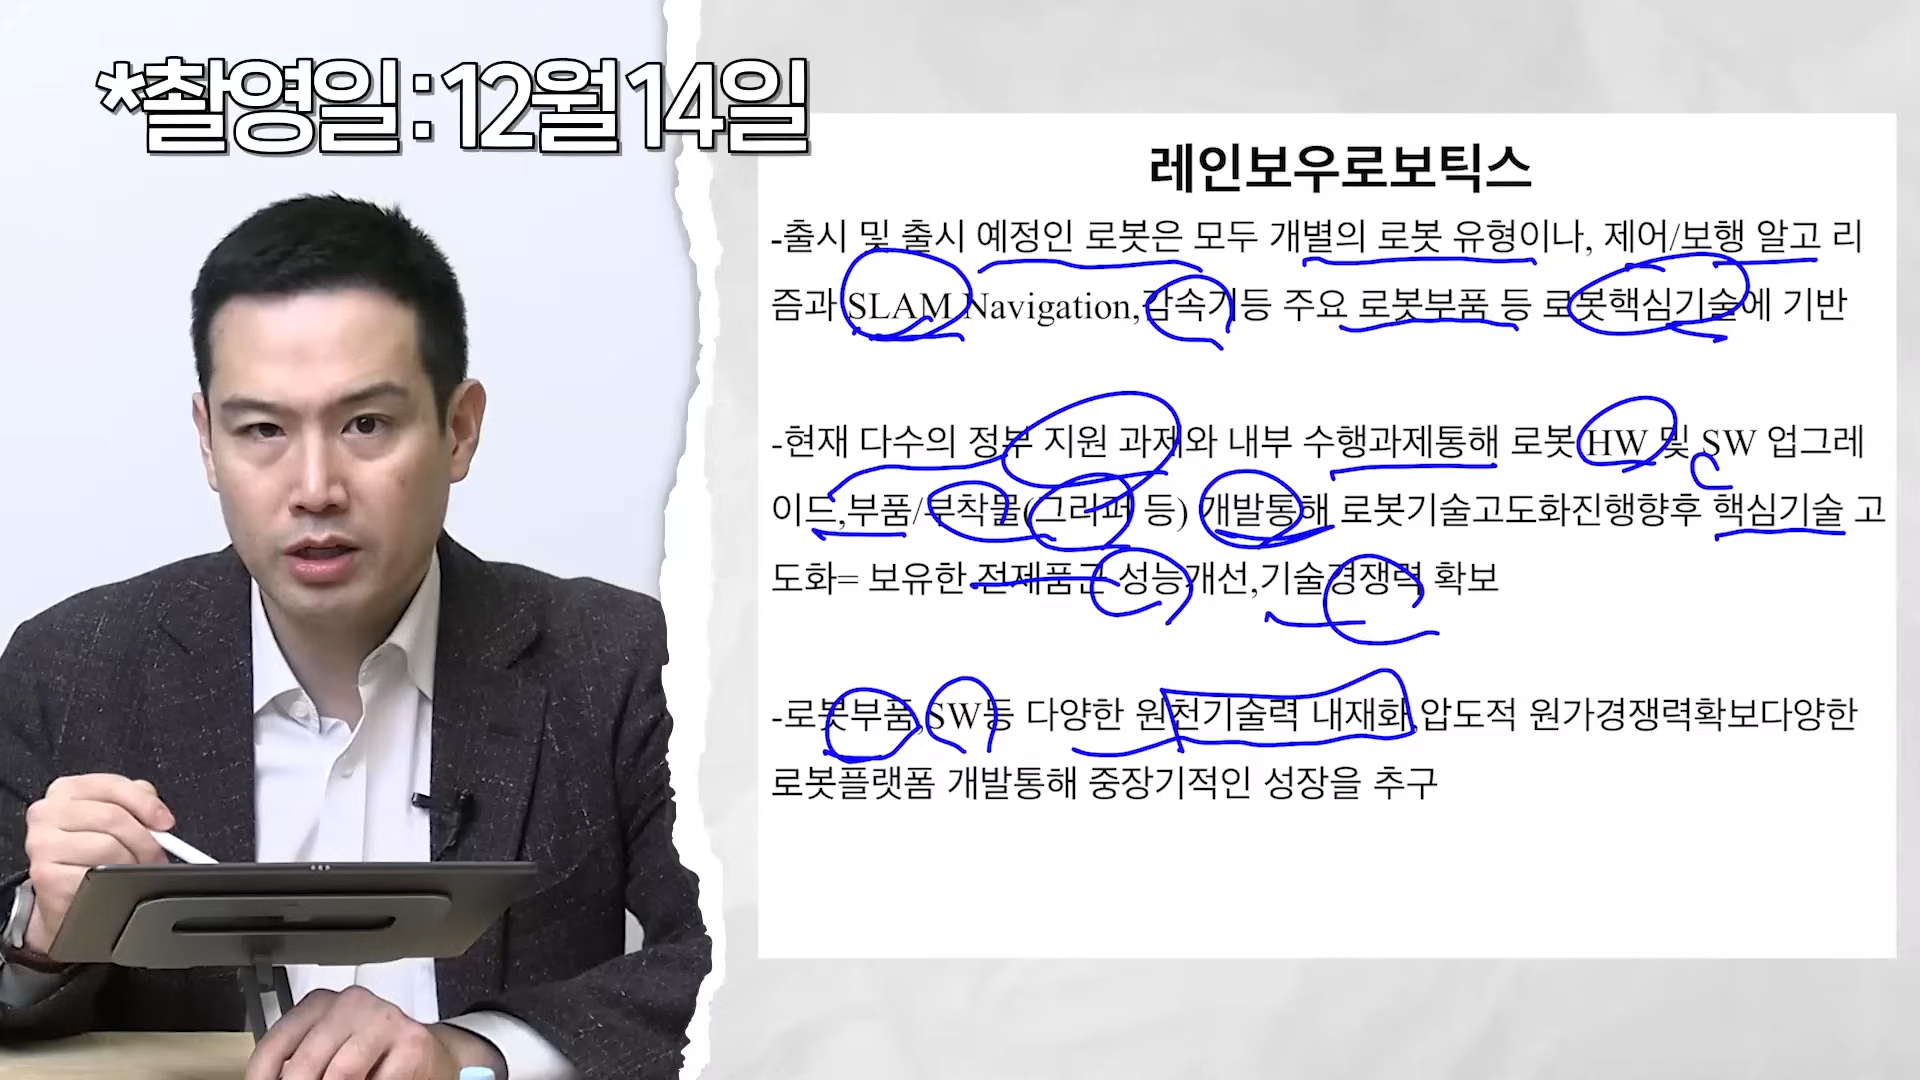 *촬영일:12월 14일
레인보우로보틱스
-출시 및 출시 예정인 로봇은 모두 개별의 로봇 유형이나, 제어/보행 알고 리
즘과 SLAM Navigation,감속기등 주요 로봇부품 등 로봇핵심기술에 기반
-현재 다수의 정부 지원 과제와 내부 수행과제통해 로봇 HW 및 SW 업그레
이드,부품/부착물(그리퍼 등) 개발통해 로봇기술고도화진행향후 핵심기술 고
도화= 보유한 전제품군 성능개선,기술경쟁력 확보
-로봇부품,SW등 다양한 원천기술력 내재화,압도적 원가경쟁력확보다양한
로봇플랫폼 개발통해 중장기적인 성장을 추구